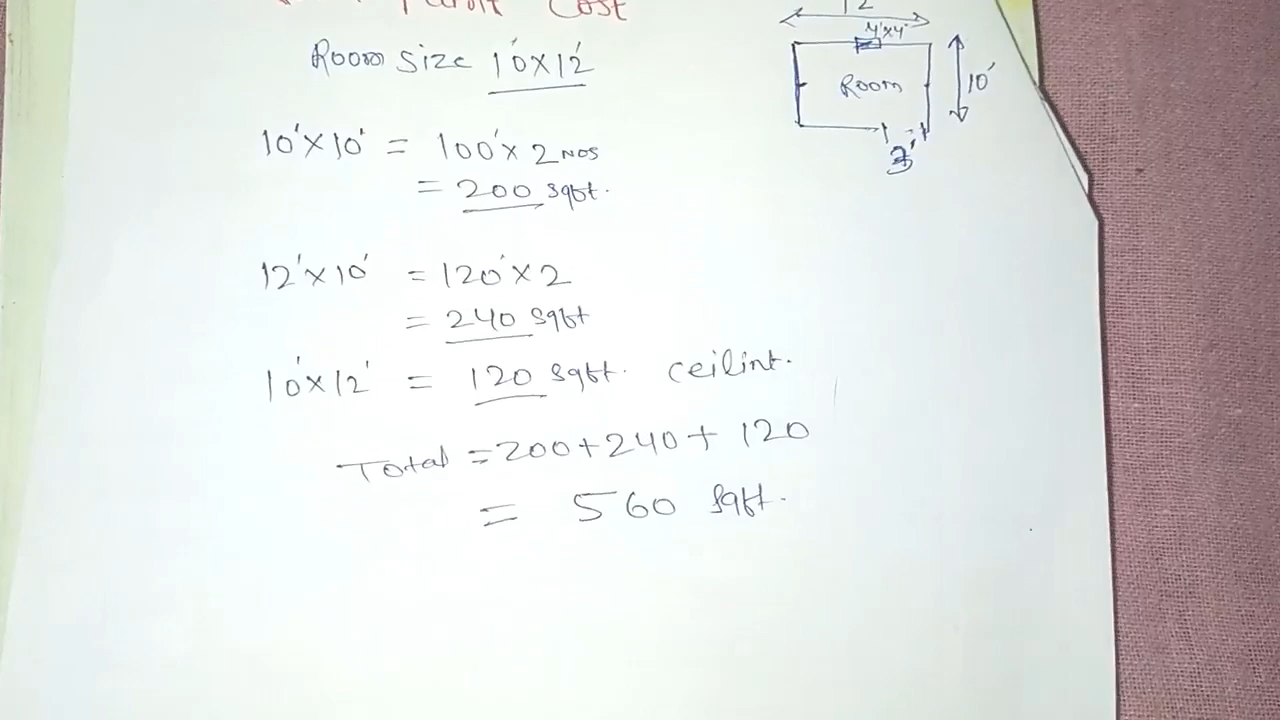 Cost
Room size 10'x12'
10'x10' = 100'x 2 Nos
= 200 sqft.
12'x10' = 120'x 2
= 240 sqft
10'x12' = 120 sqft. ceilint.
Total = 200+240+ 120
= 560 sqft.
12
4'x4'
Room
10'
3'